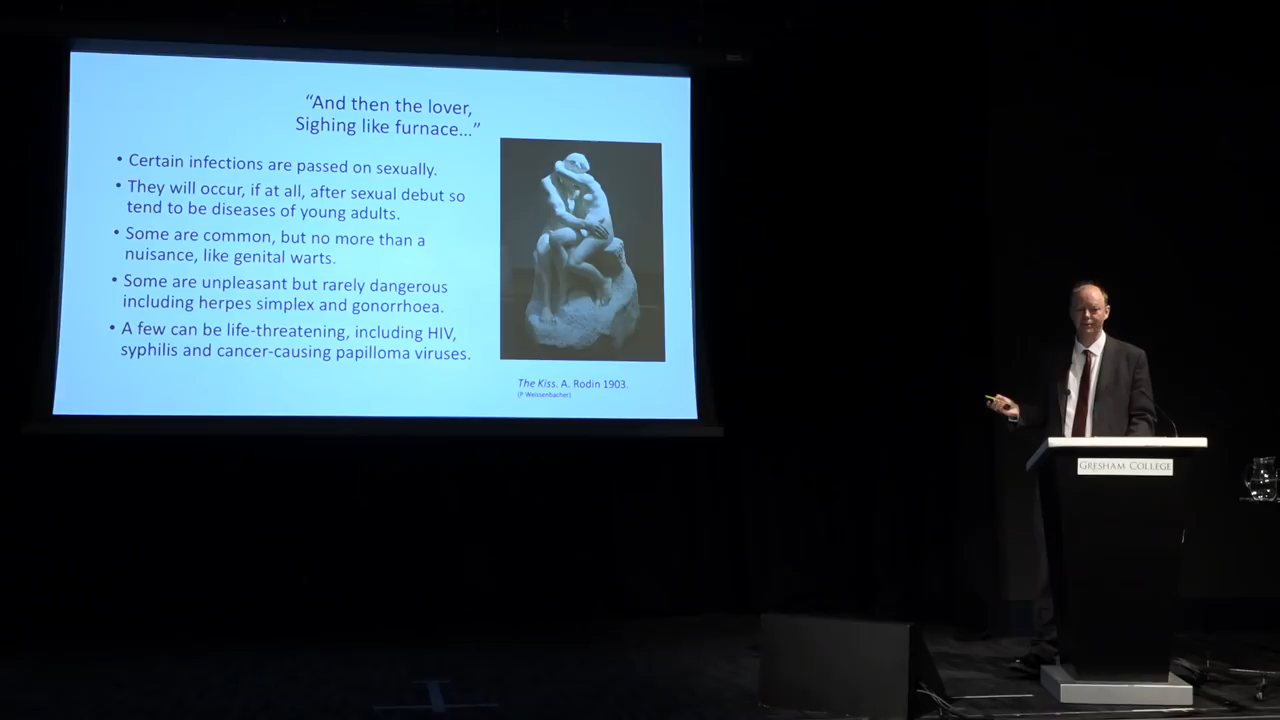 “And then the lover,
Sighing like furnace...”
• Certain infections are passed on sexually.
• They will occur, if at all, after sexual debut so
tend to be diseases of young adults.
• Some are common, but no more than a
nuisance, like genital warts.
• Some are unpleasant but rarely dangerous
including herpes simplex and gonorrhoea.
• A few can be life-threatening, including HIV,
syphilis and cancer-causing papilloma viruses.
The Kiss. A. Rodin 1903.
(P Weissenbacher)
GRESHAM COLLEGE